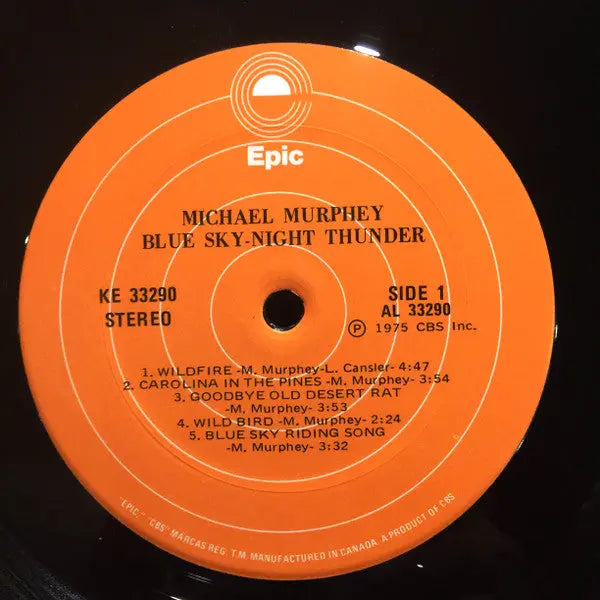 Epic
MICHAEL MURPHEY
BLUE SKY-NIGHT THUNDER
KE 33290
STEREO
SIDE 1
AL 33290
Ⓟ 1975 CBS Inc.
1. WILDFIRE -M. Murphey-L. Cansler- 4:47
2. CAROLINA IN THE PINES -M. Murphey- 3:54
3. GOODBYE OLD DESERT RAT
-M. Murphey- 3:53
4. WILD BIRD -M. Murphey- 2:24
5. BLUE SKY RIDING SONG
-M. Murphey- 3:32
"EPIC," "CBS" MARCAS REG. T.M. MANUFACTURED IN CANADA. A PRODUCT OF CBS